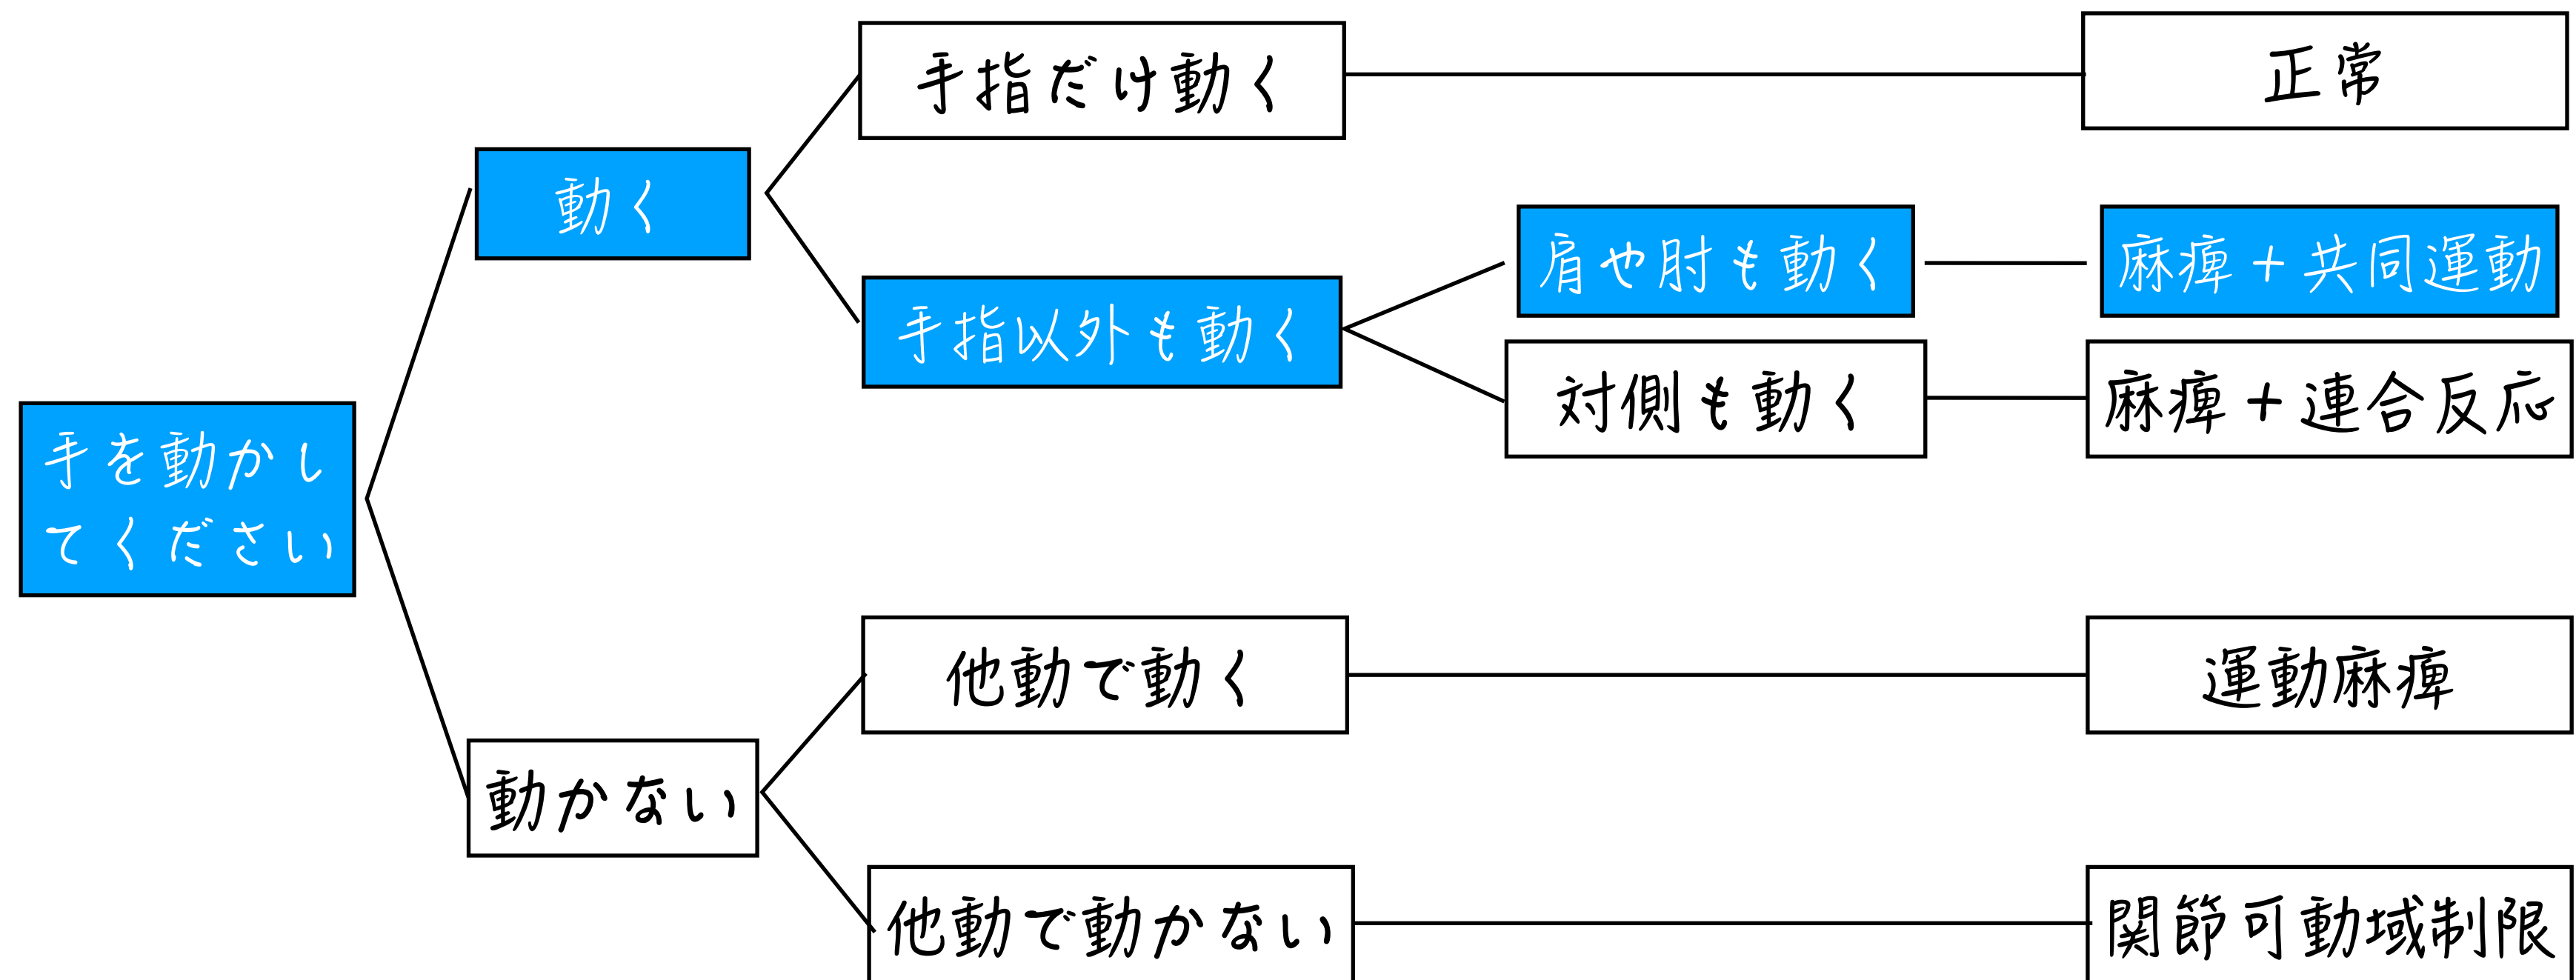 手指だけ動く
正常
動く
肩や肘も動く
麻痺+共同運動
手指以外も動く
対側も動く
麻痺+連合反応
手を動かし
てください
他動で動く
運動麻痺
動かない
他動で動かない
関節可動域制限